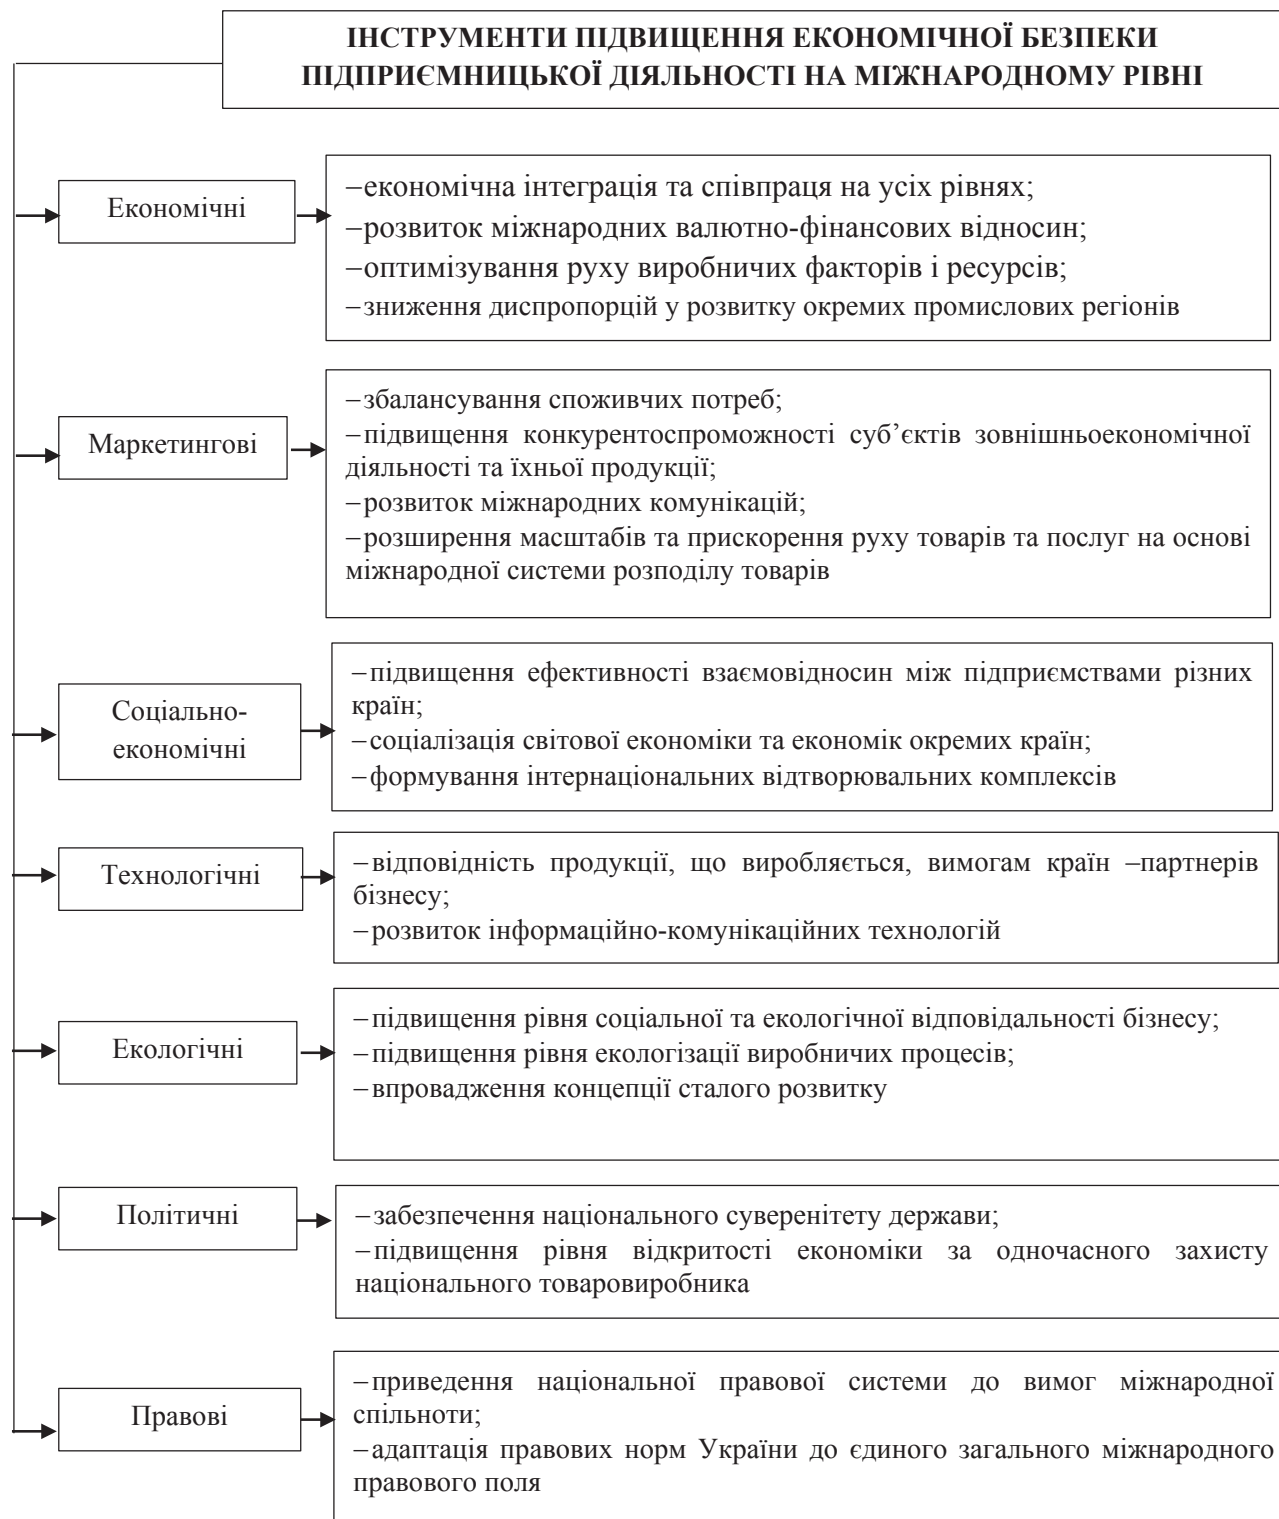 ІНСТРУМЕНТИ ПІДВИЩЕННЯ ЕКОНОМІЧНОЇ БЕЗПЕКИ
ПІДПРИЄМНИЦЬКОЇ ДІЯЛЬНОСТІ НА МІЖНАРОДНОМУ РІВНІ
Економічні
–економічна інтеграція та співпраця на усіх рівнях;
–розвиток міжнародних валютно-фінансових відносин;
–оптимізування руху виробничих факторів і ресурсів;
–зниження диспропорцій у розвитку окремих промислових регіонів
Маркетингові
–збалансування споживчих потреб;
–підвищення конкурентоспроможності суб’єктів зовнішньоекономічної
діяльності та їхньої продукції;
–розвиток міжнародних комунікацій;
–розширення масштабів та прискорення руху товарів та послуг на основі
міжнародної системи розподілу товарів
Соціально-
економічні
–підвищення ефективності взаємовідносин між підприємствами різних
країн;
–соціалізація світової економіки та економік окремих країн;
–формування інтернаціональних відтворювальних комплексів
Технологічні
–відповідність продукції, що виробляється, вимогам країн –партнерів
бізнесу;
–розвиток інформаційно-комунікаційних технологій
Екологічні
–підвищення рівня соціальної та екологічної відповідальності бізнесу;
–підвищення рівня екологізації виробничих процесів;
–впровадження концепції сталого розвитку
Політичні
–забезпечення національного суверенітету держави;
–підвищення рівня відкритості економіки за одночасного захисту
національного товаровиробника
Правові
–приведення національної правової системи до вимог міжнародної
спільноти;
–адаптація правових норм України до єдиного загального міжнародного
правового поля